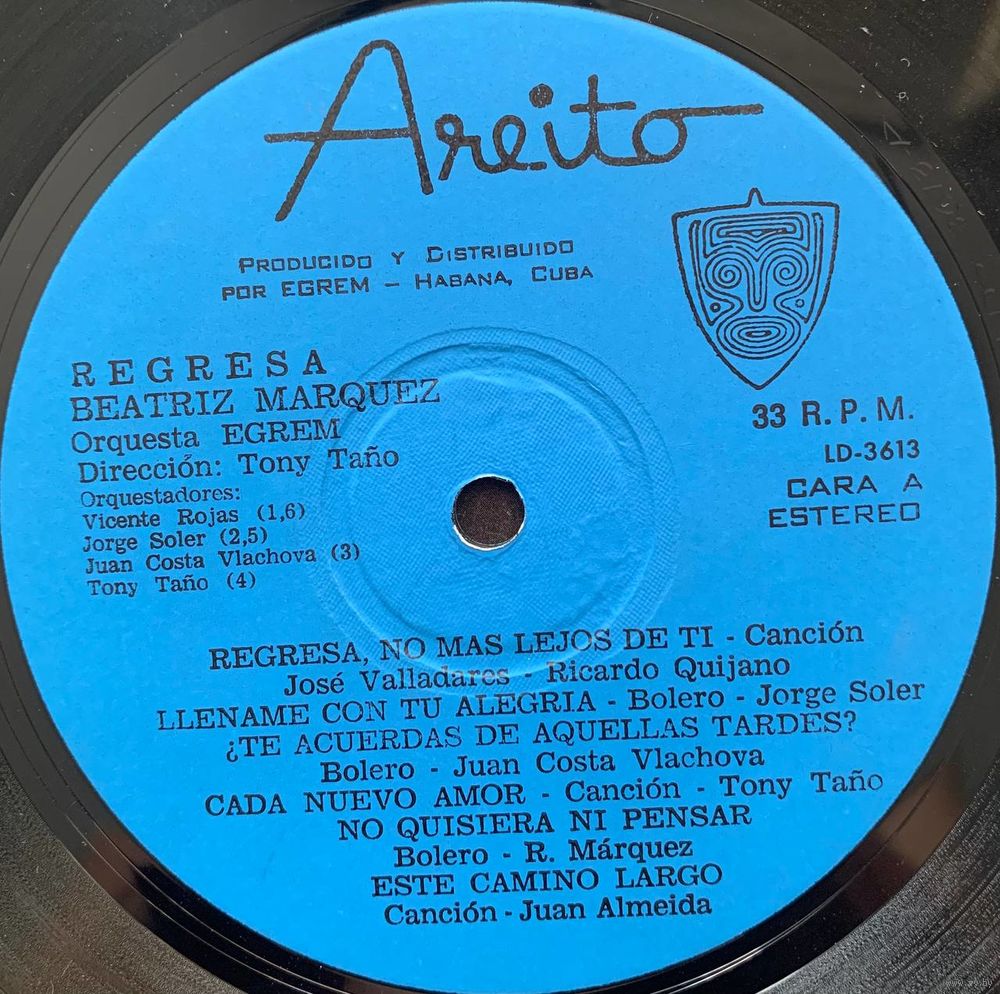 Areito
PRODUCIDO Y DISTRIBUIDO
POR EGREM — HABANA, CUBA
REGRESA
BEATRIZ MARQUEZ
Orquesta EGREM
Dirección: Tony Taño
Orquestadores:
Vicente Rojas (1,6)
Jorge Soler (2,5)
Juan Costa Vlachova (3)
Tony Taño (4)
33 R. P. M.
LD-3613
CARA A
ESTEREO
REGRESA, NO MAS LEJOS DE TI - Canción
José Valladares - Ricardo Quijano
LLENAME CON TU ALEGRIA - Bolero - Jorge Soler
¿TE ACUERDAS DE AQUELLAS TARDES?
Bolero - Juan Costa Vlachova
CADA NUEVO AMOR - Canción - Tony Taño
NO QUISIERA NI PENSAR
Bolero - R. Márquez
ESTE CAMINO LARGO
Canción - Juan Almeida